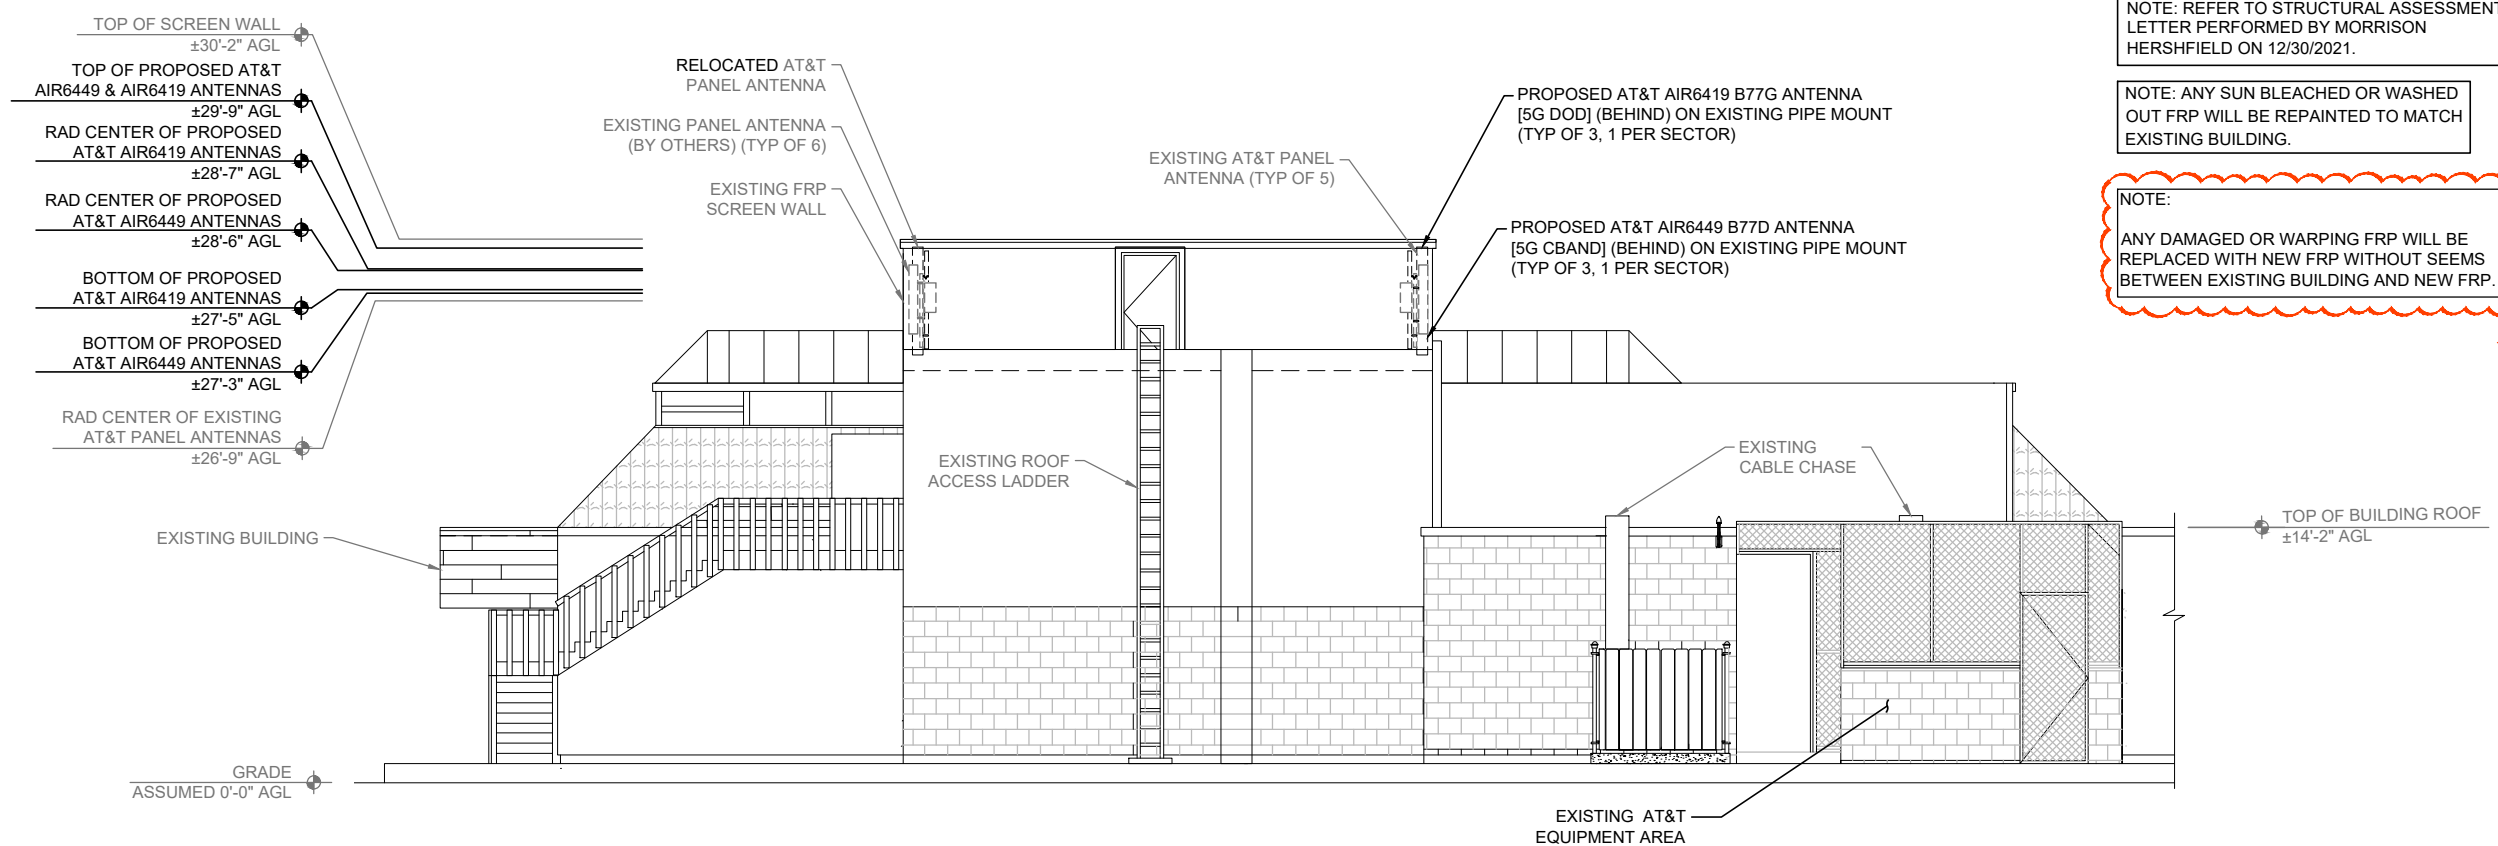 TOP OF SCREEN WALL
±30'-2" AGL
TOP OF PROPOSED AT&T
AIR6449 & AIR6419 ANTENNAS
±29'-9" AGL
RAD CENTER OF PROPOSED
AT&T AIR6419 ANTENNAS
±28'-7" AGL
RAD CENTER OF PROPOSED
AT&T AIR6449 ANTENNAS
±28'-6" AGL
BOTTOM OF PROPOSED
AT&T AIR6419 ANTENNAS
±27'-5" AGL
BOTTOM OF PROPOSED
AT&T AIR6449 ANTENNAS
±27'-3" AGL
RAD CENTER OF EXISTING
AT&T PANEL ANTENNAS
±26'-9" AGL
EXISTING BUILDING
GRADE
ASSUMED 0'-0" AGL
RELOCATED AT&T
PANEL ANTENNA
EXISTING PANEL ANTENNA
(BY OTHERS) (TYP OF 6)
EXISTING FRP
SCREEN WALL
EXISTING AT&T PANEL
ANTENNA (TYP OF 5)
PROPOSED AT&T AIR6419 B77G ANTENNA
[5G DOD] (BEHIND) ON EXISTING PIPE MOUNT
(TYP OF 3, 1 PER SECTOR)
PROPOSED AT&T AIR6449 B77D ANTENNA
[5G CBAND] (BEHIND) ON EXISTING PIPE MOUNT
(TYP OF 3, 1 PER SECTOR)
EXISTING ROOF
ACCESS LADDER
EXISTING
CABLE CHASE
EXISTING AT&T
EQUIPMENT AREA
TOP OF BUILDING ROOF
±14'-2" AGL
NOTE: REFER TO STRUCTURAL ASSESSMENT
LETTER PERFORMED BY MORRISON
HERSHFIELD ON 12/30/2021.
NOTE: ANY SUN BLEACHED OR WASHED
OUT FRP WILL BE REPAINTED TO MATCH
EXISTING BUILDING.
NOTE:
ANY DAMAGED OR WARPING FRP WILL BE
REPLACED WITH NEW FRP WITHOUT SEEMS
BETWEEN EXISTING BUILDING AND NEW FRP.